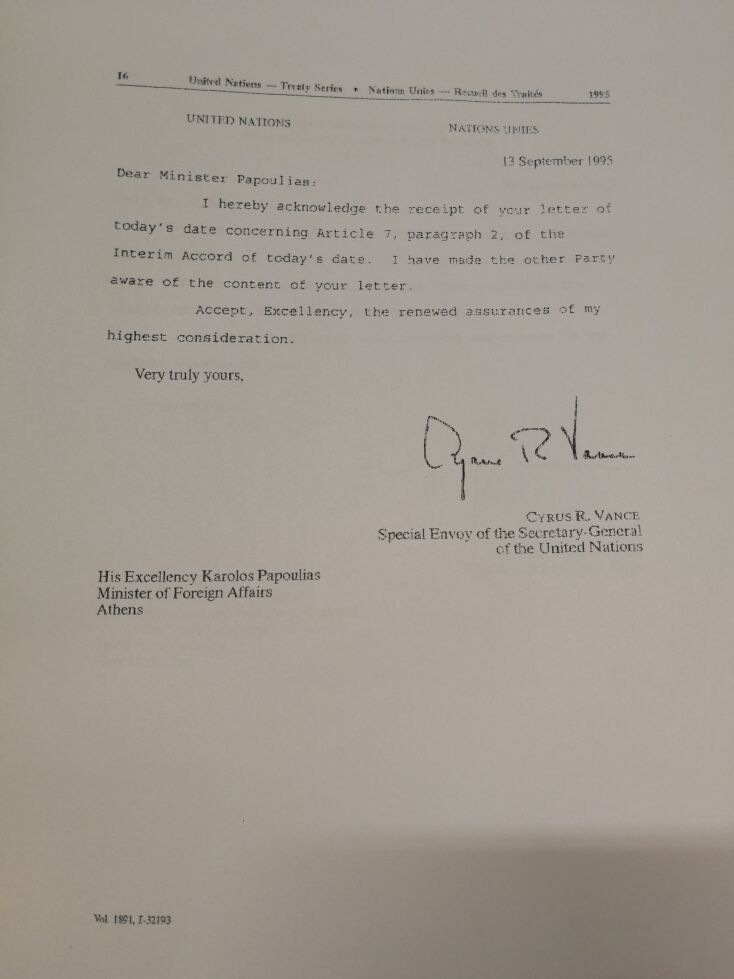 16 United Nations — Treaty Series • Nations Unies — Recueil des Traités 1995
UNITED NATIONS NATIONS UNIES
13 September 1995
Dear Minister Papoulias:
I hereby acknowledge the receipt of your letter of
today's date concerning Article 7, paragraph 2, of the
Interim Accord of today's date. I have made the other Party
aware of the content of your letter.
Accept, Excellency, the renewed assurances of my
highest consideration.
Very truly yours,
Cyrus R Vance
CYRUS R. VANCE
Special Envoy of the Secretary-General
of the United Nations
His Excellency Karolos Papoulias
Minister of Foreign Affairs
Athens
Vol. 1891, I-32193